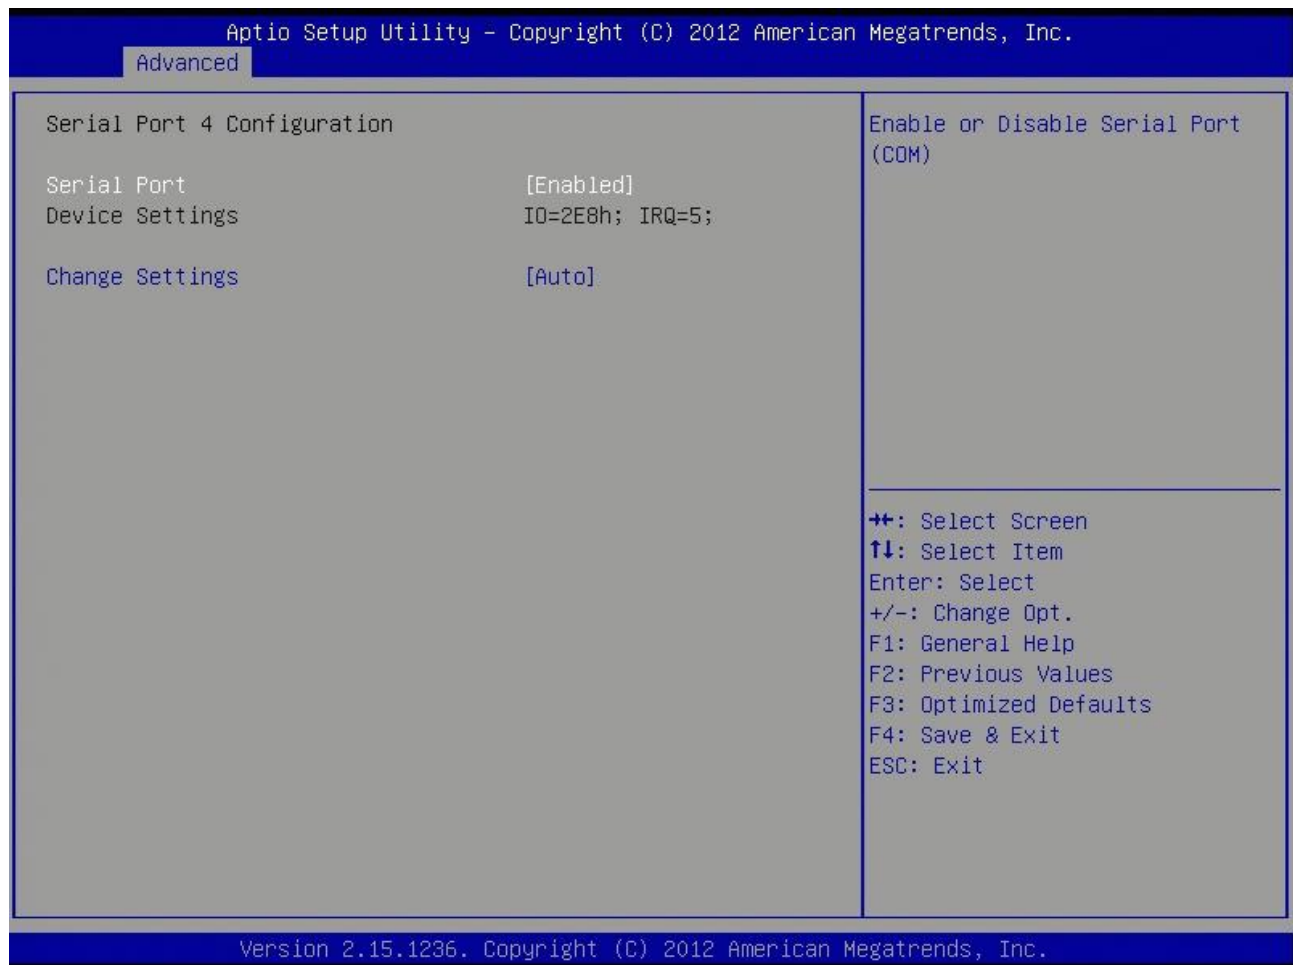 Aptio Setup Utility – Copyright (C) 2012 American Megatrends, Inc.
Advanced
Serial Port 4 Configuration
Serial Port [Enabled]
Device Settings IO=2E8h; IRQ=5;
Change Settings [Auto]
Enable or Disable Serial Port
(COM)
→←: Select Screen
↑↓: Select Item
Enter: Select
+/-: Change Opt.
F1: General Help
F2: Previous Values
F3: Optimized Defaults
F4: Save & Exit
ESC: Exit
Version 2.15.1236. Copyright (C) 2012 American Megatrends, Inc.